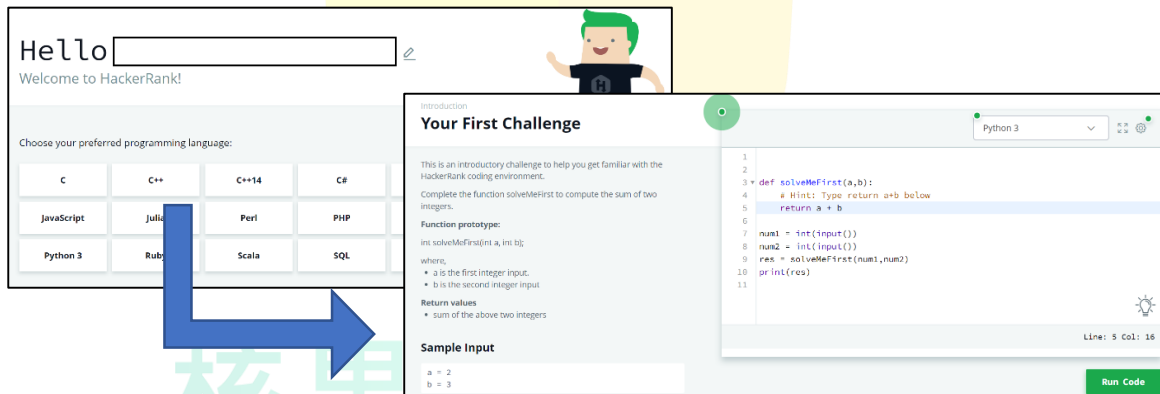 Hello
Welcome to HackerRank!
Choose your preferred programming language:
C C++ C++14 C#
JavaScript Julia Perl PHP
Python 3 Scala SQL
Introduction
Your First Challenge
This is an introductory challenge to help you get familiar with the
HackerRank coding environment.
Complete the function solveMeFirst to compute the sum of two
integers.
Function prototype:
int solveMeFirst(int a, int b);
where,
• a is the first integer input.
• b is the second integer input
Return values
• sum of the above two integers
Sample Input
a = 2
b = 3
Python 3
1
2
3 def solveMeFirst(a,b):
4 # Hint: Type return a+b below
5 return a + b
6
7 num1 = int(input())
8 num2 = int(input())
9 res = solveMeFirst(num1,num2)
10 print(res)
11
Line: 5 Col: 16
Run Code